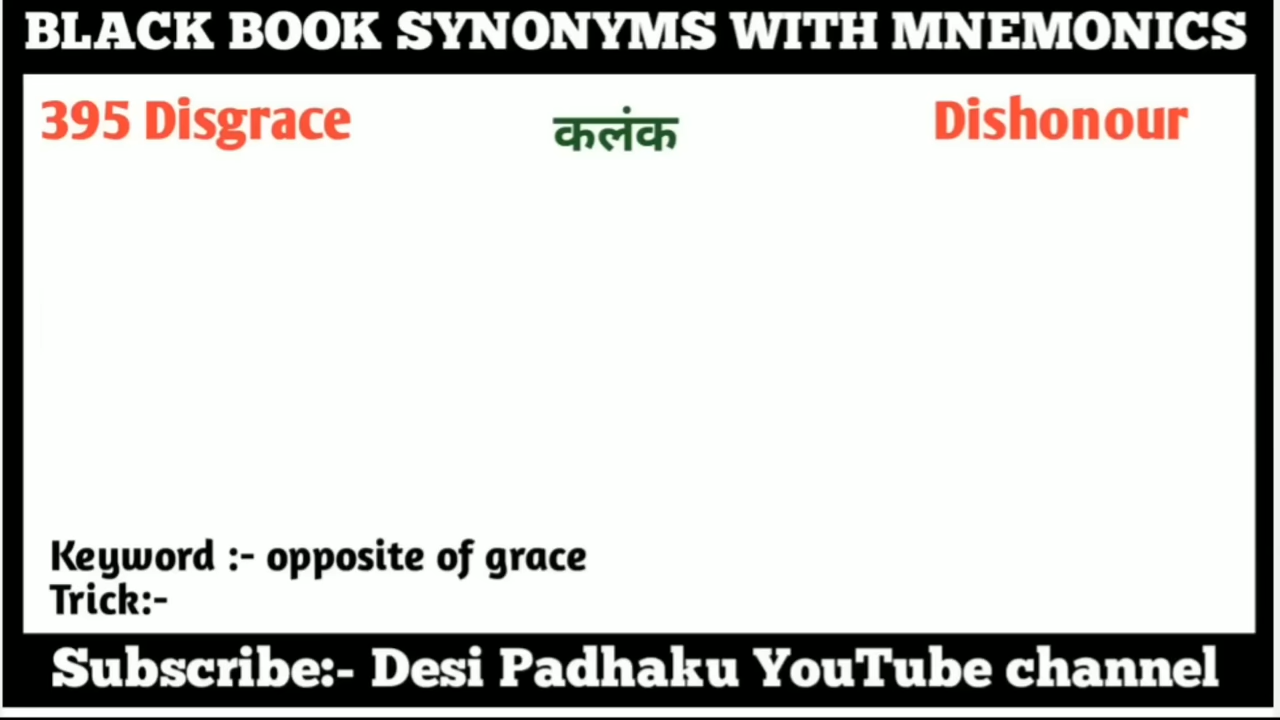 BLACK BOOK SYNONYMS WITH MNEMONICS
395 Disgrace कलंक Dishonour
Keyword :- opposite of grace
Trick:-
Subscribe:- Desi Padhaku YouTube channel